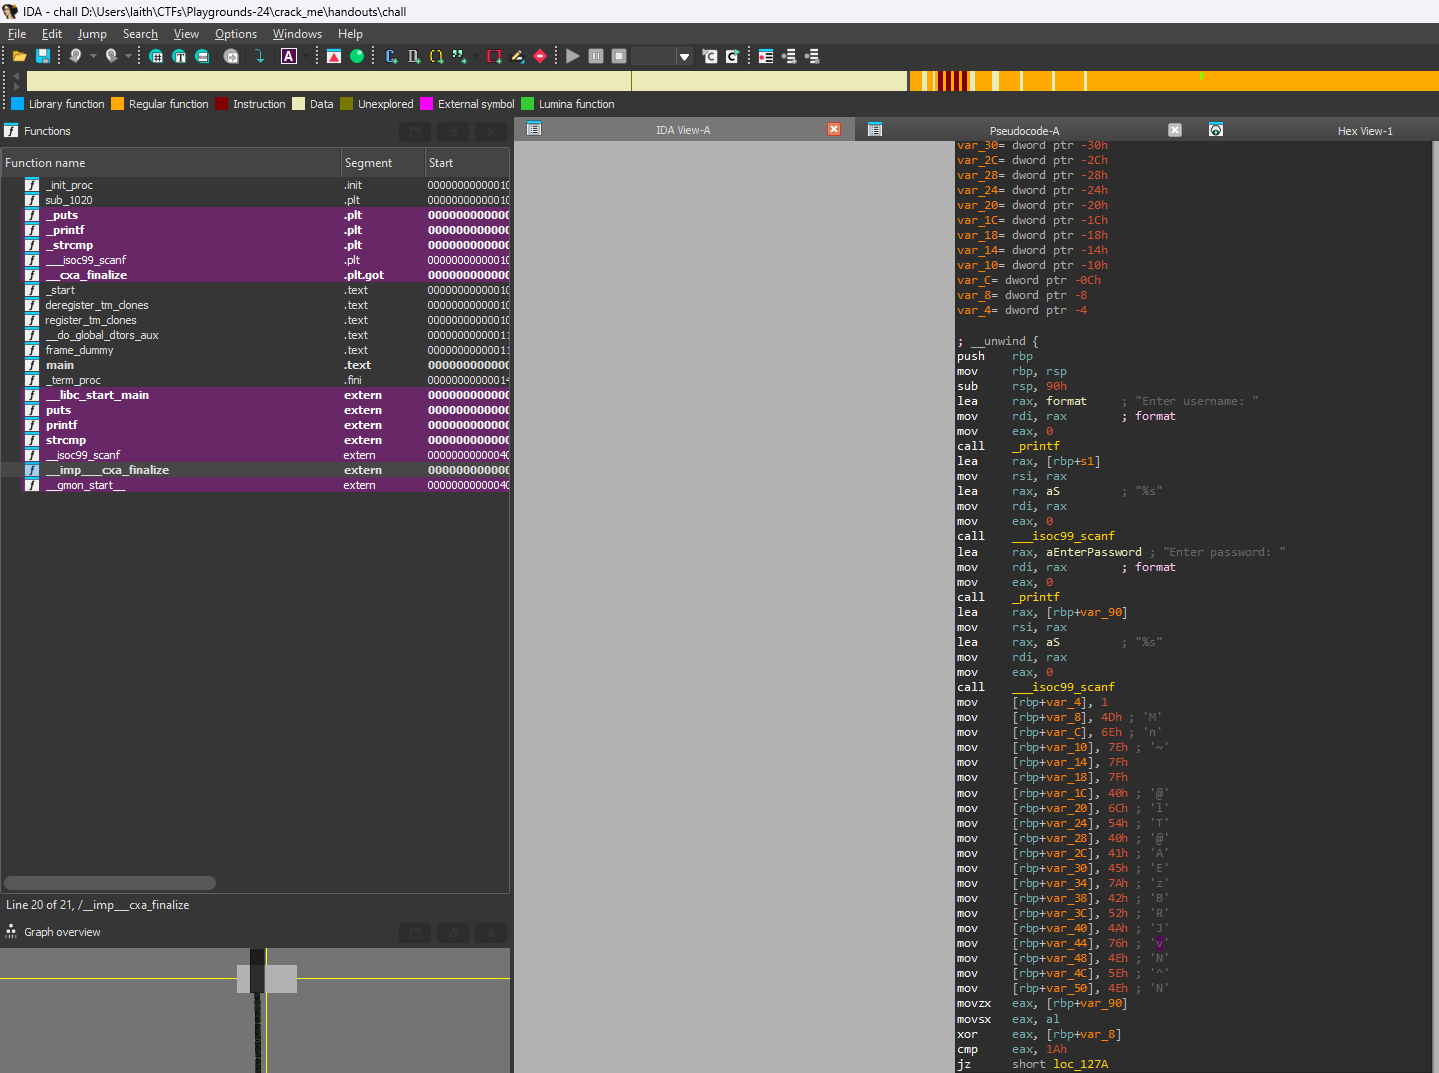 IDA - chall D:\Users\laith\CTFs\Playgrounds-24\crack_me\handouts\chall
File Edit Jump Search View Options Windows Help
Library function Regular function Instruction Data Unexplored External symbol Lumina function
Functions
Function name Segment Start
_init_proc .init 00000000000010
sub_1020 .plt 00000000000010
_puts .plt 000000000000
_printf .plt 000000000000
_strcmp .plt 000000000000
___isoc99_scanf .plt 00000000000010
__cxa_finalize .plt.got 000000000000
_start .text 00000000000010
deregister_tm_clones .text 00000000000010
register_tm_clones .text 00000000000010
__do_global_dtors_aux .text 00000000000011
frame_dummy .text 00000000000011
main .text 000000000000
_term_proc .fini 00000000000014
__libc_start_main extern 000000000000
puts extern 000000000000
printf extern 000000000000
strcmp extern 000000000000
__isoc99_scanf extern 00000000000040
__imp___cxa_finalize extern 000000000000
__gmon_start__ extern 00000000000040
Line 20 of 21, /__imp___cxa_finalize
Graph overview
IDA View-A Pseudocode-A Hex View-1
var_30= dword ptr -30h
var_2C= dword ptr -2Ch
var_28= dword ptr -28h
var_24= dword ptr -24h
var_20= dword ptr -20h
var_1C= dword ptr -1Ch
var_18= dword ptr -18h
var_14= dword ptr -14h
var_10= dword ptr -10h
var_C= dword ptr -0Ch
var_8= dword ptr -8
var_4= dword ptr -4
; __unwind {
push rbp
mov rbp, rsp
sub rsp, 90h
lea rax, format ; "Enter username: "
mov rdi, rax ; format
mov eax, 0
call _printf
lea rax, [rbp+s1]
mov rsi, rax
lea rax, aS ; "%s"
mov rdi, rax
mov eax, 0
call ___isoc99_scanf
lea rax, aEnterPassword ; "Enter password: "
mov rdi, rax ; format
mov eax, 0
call _printf
lea rax, [rbp+var_90]
mov rsi, rax
lea rax, aS ; "%s"
mov rdi, rax
mov eax, 0
call ___isoc99_scanf
mov [rbp+var_4], 1
mov [rbp+var_8], 4Dh ; 'M'
mov [rbp+var_C], 6Eh ; 'n'
mov [rbp+var_10], 7Eh ; '~'
mov [rbp+var_14], 7Fh
mov [rbp+var_18], 7Fh
mov [rbp+var_1C], 40h ; '@'
mov [rbp+var_20], 6Ch ; 'l'
mov [rbp+var_24], 54h ; 'T'
mov [rbp+var_28], 40h ; '@'
mov [rbp+var_2C], 41h ; 'A'
mov [rbp+var_30], 45h ; 'E'
mov [rbp+var_34], 7Ah ; 'z'
mov [rbp+var_38], 42h ; 'B'
mov [rbp+var_3C], 52h ; 'R'
mov [rbp+var_40], 4Ah ; 'J'
mov [rbp+var_44], 76h ; 'v'
mov [rbp+var_48], 4Eh ; 'N'
mov [rbp+var_4C], 5Eh ; '^'
mov [rbp+var_50], 4Eh ; 'N'
movzx eax, [rbp+var_90]
movsx eax, al
xor eax, [rbp+var_8]
cmp eax, 1Ah
jz short loc_127A